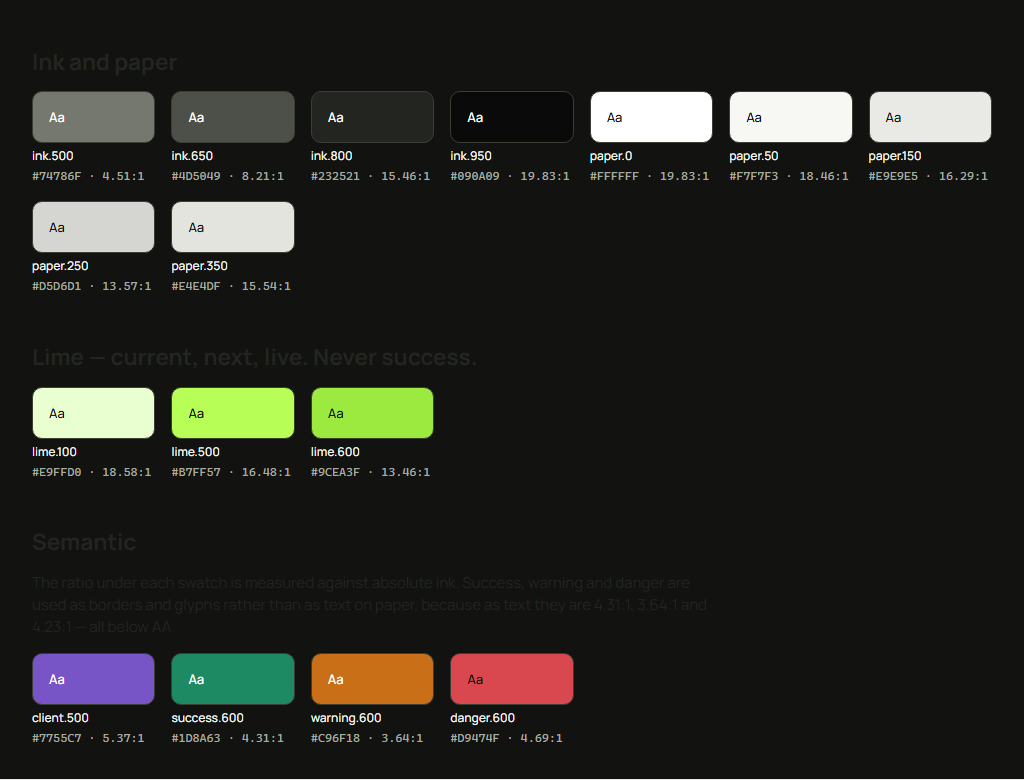 Ink and paper
Aa Aa Aa Aa Aa Aa Aa
ink.500 ink.650 ink.800 ink.950 paper.0 paper.50 paper.150
#74786F · 4.51:1 #4D5049 · 8.21:1 #232521 · 15.46:1 #090A09 · 19.83:1 #FFFFFF · 19.83:1 #F7F7F3 · 18.46:1 #E9E9E5 · 16.29:1
Aa Aa
paper.250 paper.350
#D5D6D1 · 13.57:1 #E4E4DF · 15.54:1
Lime — current, next, live. Never success.
Aa Aa Aa
lime.100 lime.500 lime.600
#E9FFD0 · 18.58:1 #B7FF57 · 16.48:1 #9CEA3F · 13.46:1
Semantic
The ratio under each swatch is measured against absolute ink. Success, warning and danger are
used as borders and glyphs rather than as text on paper, because as text they are 4.31:1, 3.64:1 and
4.23:1 — all below AA.
Aa Aa Aa Aa
client.500 success.600 warning.600 danger.600
#7755C7 · 5.37:1 #1D8A63 · 4.31:1 #C96F18 · 3.64:1 #D9474F · 4.69:1